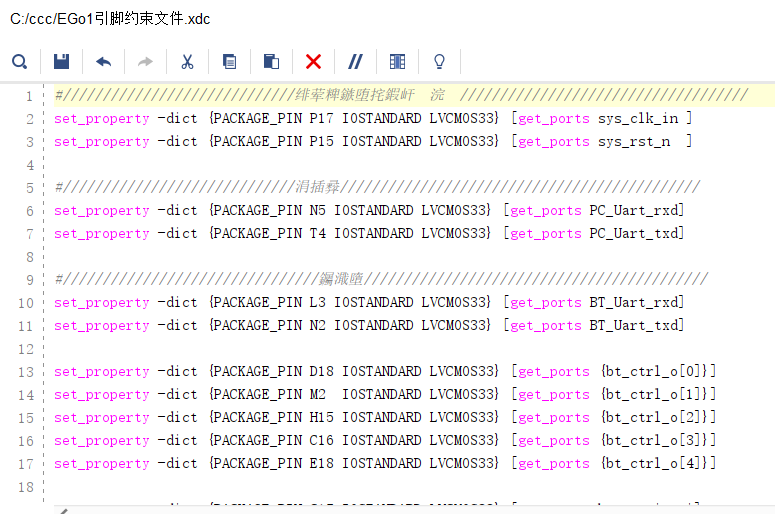 C:/ccc/EGo1引脚约束文件.xdc
1 #/////////////////////////////绯荤粺鏃堕挓鍜屽 浣 ////////////////////////////////////
2 set_property -dict {PACKAGE_PIN P17 IOSTANDARD LVCMOS33} [get_ports sys_clk_in ]
3 set_property -dict {PACKAGE_PIN P15 IOSTANDARD LVCMOS33} [get_ports sys_rst_n ]
4
5 #/////////////////////////////涓插彛/////////////////////////////////////////////
6 set_property -dict {PACKAGE_PIN N5 IOSTANDARD LVCMOS33} [get_ports PC_Uart_rxd]
7 set_property -dict {PACKAGE_PIN T4 IOSTANDARD LVCMOS33} [get_ports PC_Uart_txd]
8
9 #////////////////////////////////钃濈墮///////////////////////////////////////////
10 set_property -dict {PACKAGE_PIN L3 IOSTANDARD LVCMOS33} [get_ports BT_Uart_rxd]
11 set_property -dict {PACKAGE_PIN N2 IOSTANDARD LVCMOS33} [get_ports BT_Uart_txd]
12
13 set_property -dict {PACKAGE_PIN D18 IOSTANDARD LVCMOS33} [get_ports {bt_ctrl_o[0]}]
14 set_property -dict {PACKAGE_PIN M2 IOSTANDARD LVCMOS33} [get_ports {bt_ctrl_o[1]}]
15 set_property -dict {PACKAGE_PIN H15 IOSTANDARD LVCMOS33} [get_ports {bt_ctrl_o[2]}]
16 set_property -dict {PACKAGE_PIN C16 IOSTANDARD LVCMOS33} [get_ports {bt_ctrl_o[3]}]
17 set_property -dict {PACKAGE_PIN E18 IOSTANDARD LVCMOS33} [get_ports {bt_ctrl_o[4]}]
18